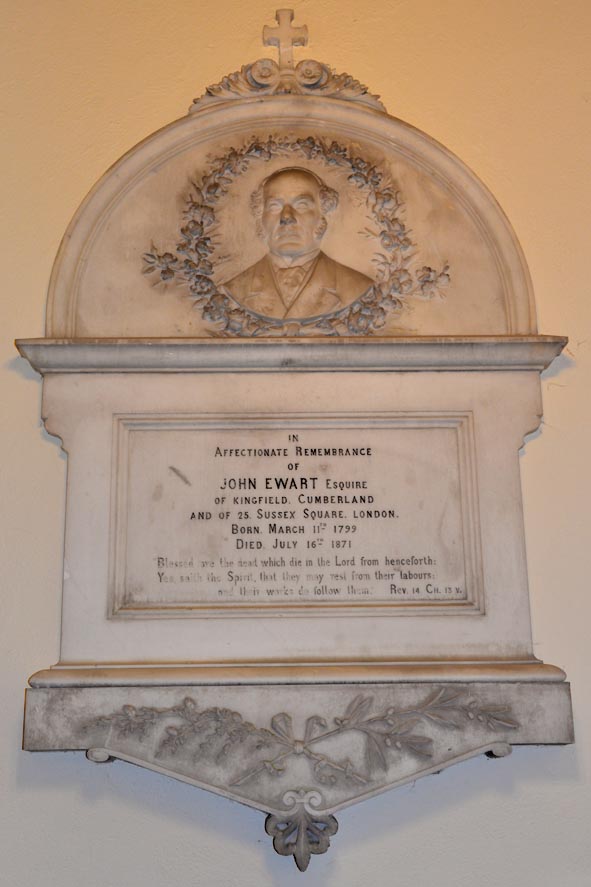 IN
AFFECTIONATE REMEMBRANCE
OF
JOHN EWART ESQUIRE
OF KINGFIELD. CUMBERLAND
AND OF 25. SUSSEX SQUARE. LONDON.
BORN. MARCH 11TH 1799
DIED. JULY 16TH 1871
Blessed are the dead which die in the Lord from henceforth:
Yea, saith the Spirit, that they may rest from their labours;
and their works do follow them. REV. 14 CH. 13 V.